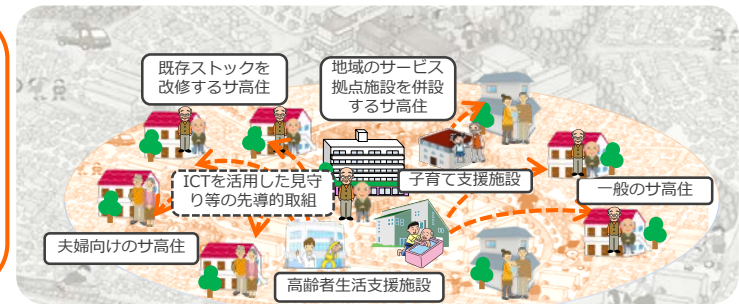 既存ストックを
改修するサ高住
地域のサービス
拠点施設を併設
するサ高住
ICTを活用した見守
り等の先導的取組
子育て支援施設
一般のサ高住
夫婦向けのサ高住
高齢者生活支援施設